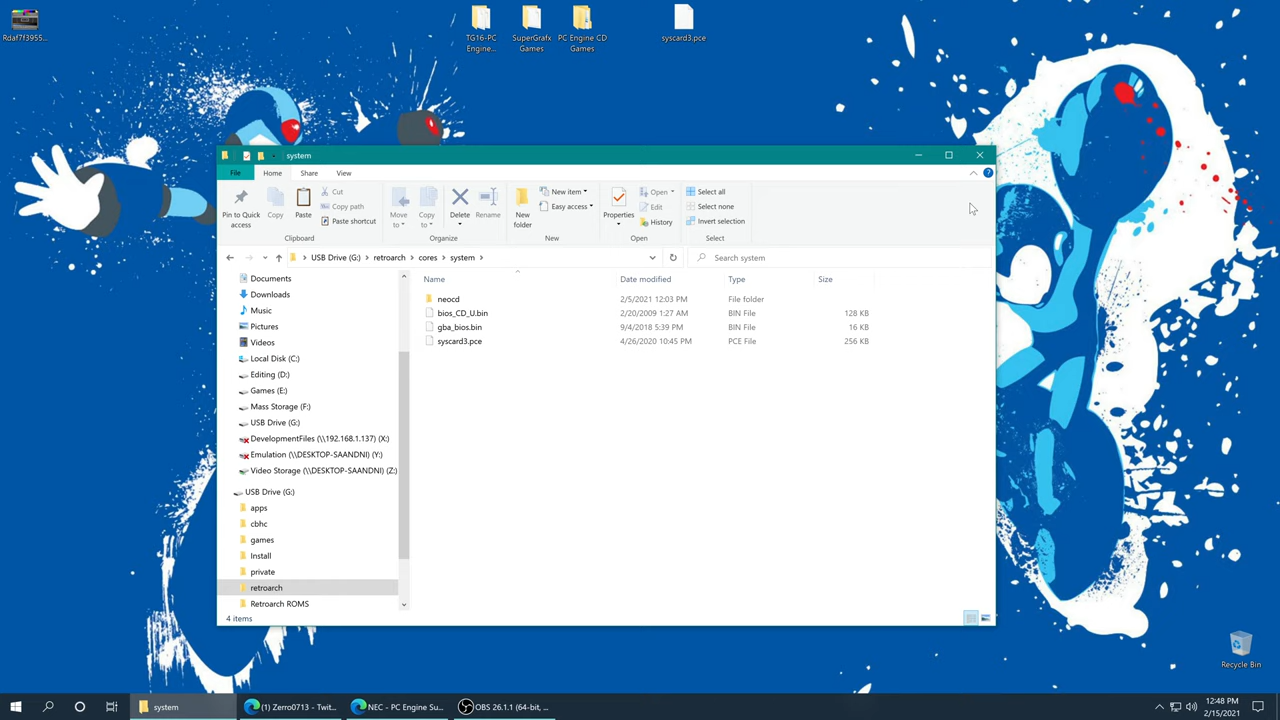 Rdaf7f3955...
TG16-PC
Engine...
SuperGrafx
Games
PC Engine CD
Games
syscard3.pce
system
File
Home
Share
View
Pin to Quick
access
Copy
Paste
Cut
Copy path
Paste shortcut
Clipboard
Move
to
Copy
to
Delete
Rename
Organize
New
folder
New item
Easy access
New
Properties
Open
Edit
History
Open
Select all
Select none
Invert selection
Select
USB Drive (G:)
retroarch
cores
system
Search system
Documents
Downloads
Music
Pictures
Videos
Local Disk (C:)
Editing (D:)
Games (E:)
Mass Storage (F:)
USB Drive (G:)
DevelopmentFiles (\\192.168.1.137) (X:)
Emulation (\\DESKTOP-SAANDNI) (Y:)
Video Storage (\\DESKTOP-SAANDNI) (Z:)
USB Drive (G:)
apps
cbhc
games
Install
private
retroarch
Retroarch ROMS
Name
Date modified
Type
Size
neocd
2/5/2021 12:03 PM
File folder
bios_CD_U.bin
2/20/2009 1:27 AM
BIN File
128 KB
gba_bios.bin
9/4/2018 5:39 PM
BIN File
16 KB
syscard3.pce
4/26/2020 10:45 PM
PCE File
256 KB
4 items
Recycle Bin
system
(1) Zerro0713 - Twit...
NEC - PC Engine Su...
OBS 26.1.1 (64-bit, ...
12:48 PM
2/15/2021